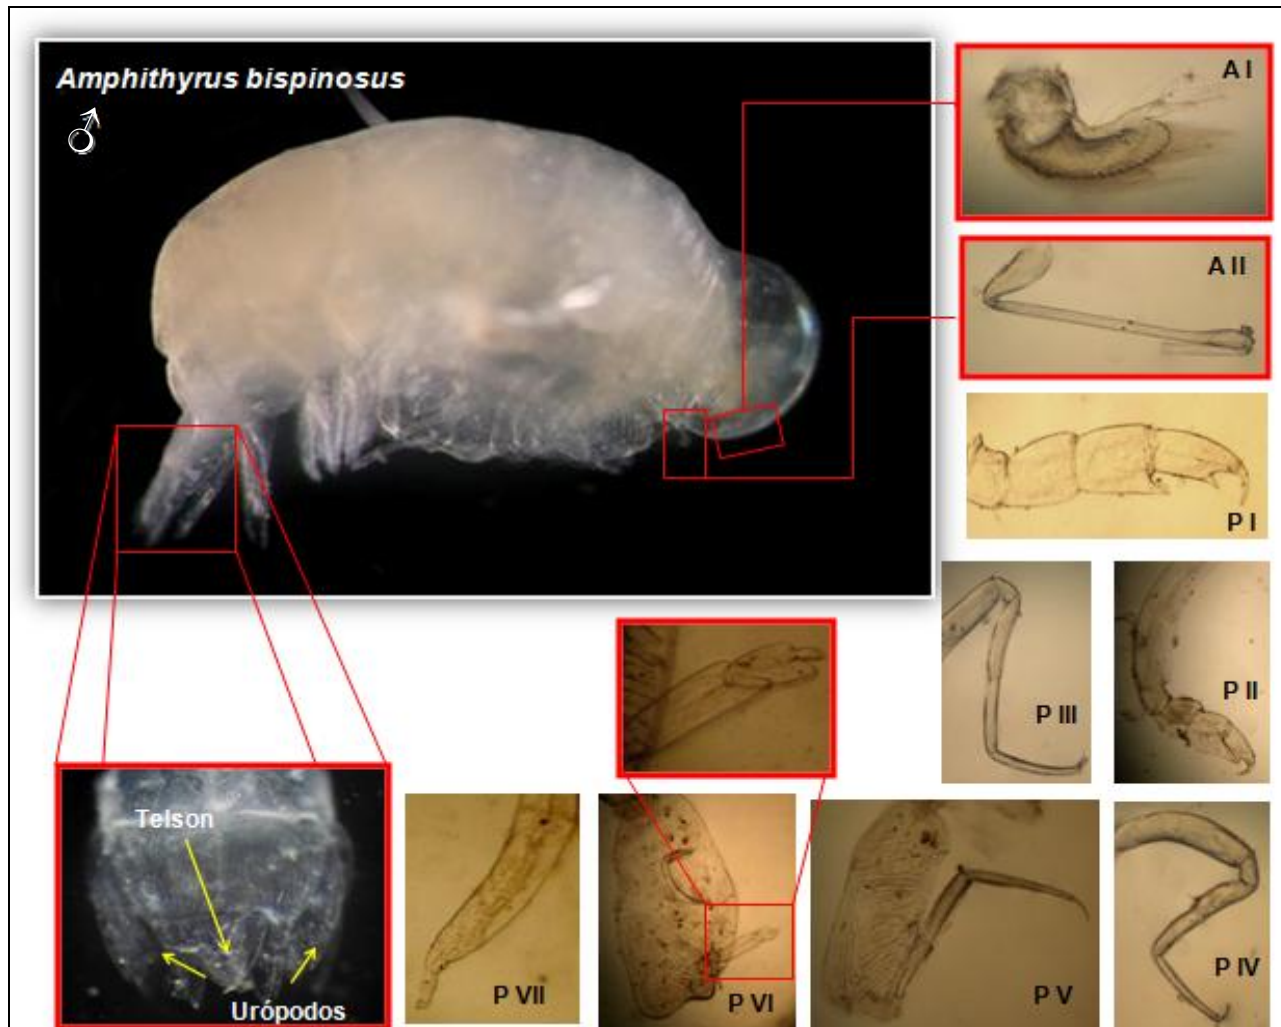 Amphithyrus bispinosus
♂
A I
A II
P I
P II
P III
P IV
P V
P VI
P VII
Telson
Urópodos